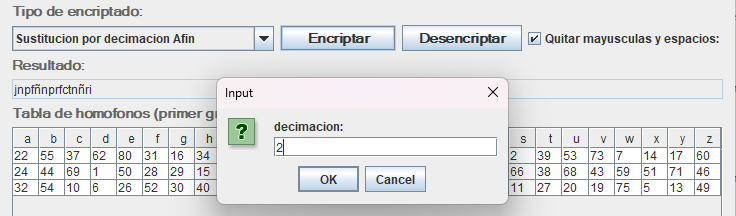 Tipo de encriptado:
Sustitucion por decimacion Afin Encriptar Desencriptar Quitar mayusculas y espacios:
Resultado:
jnpfñnprfctnñri
Input
Tabla de homofonos (primer gr
decimacion:
2
OK Cancel
a b c d e f g h s t u v w x y z
22 55 37 62 80 31 16 34 2 39 53 73 7 14 17 60
24 44 69 1 50 28 29 15 66 38 68 43 59 51 71 46
32 54 10 6 26 52 30 40 11 27 20 19 75 5 13 49